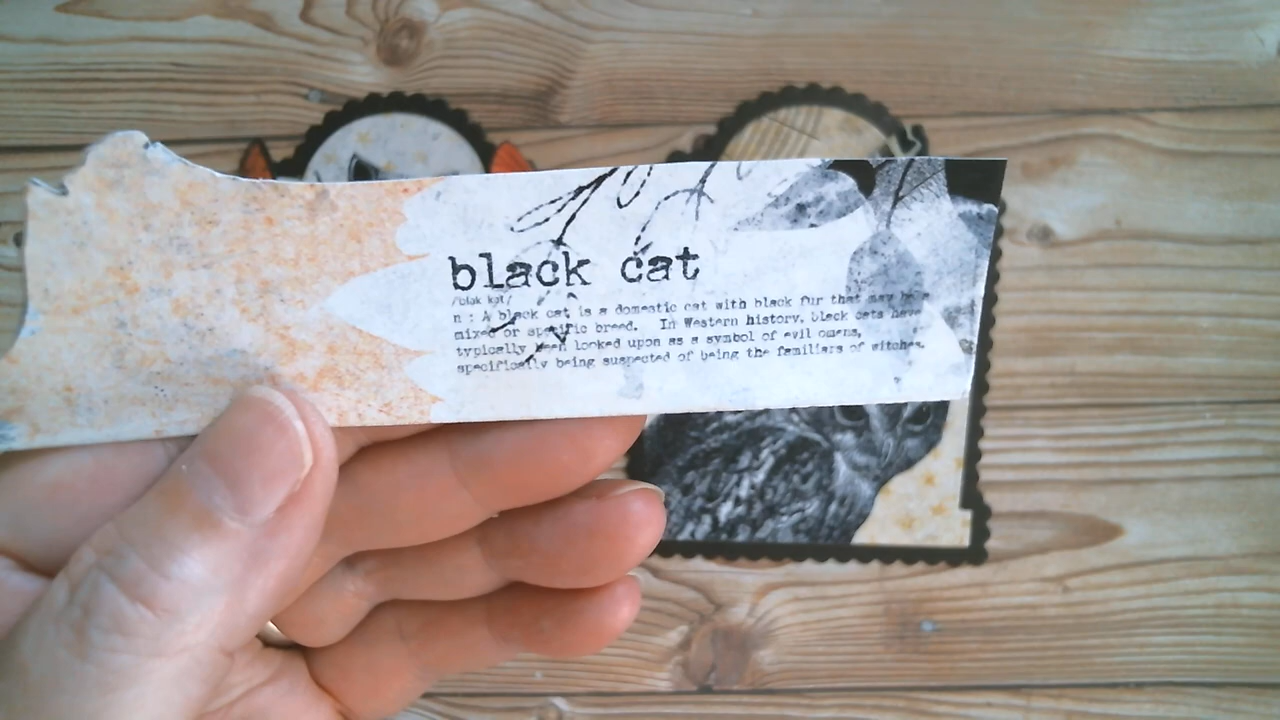 black cat
/blak kat/
n : A black cat is a domestic cat with black fur that may be a
mixed or specific breed. In Western history, black cats have
typically been looked upon as a symbol of evil omens,
specifically being suspected of being the familiars of witches.